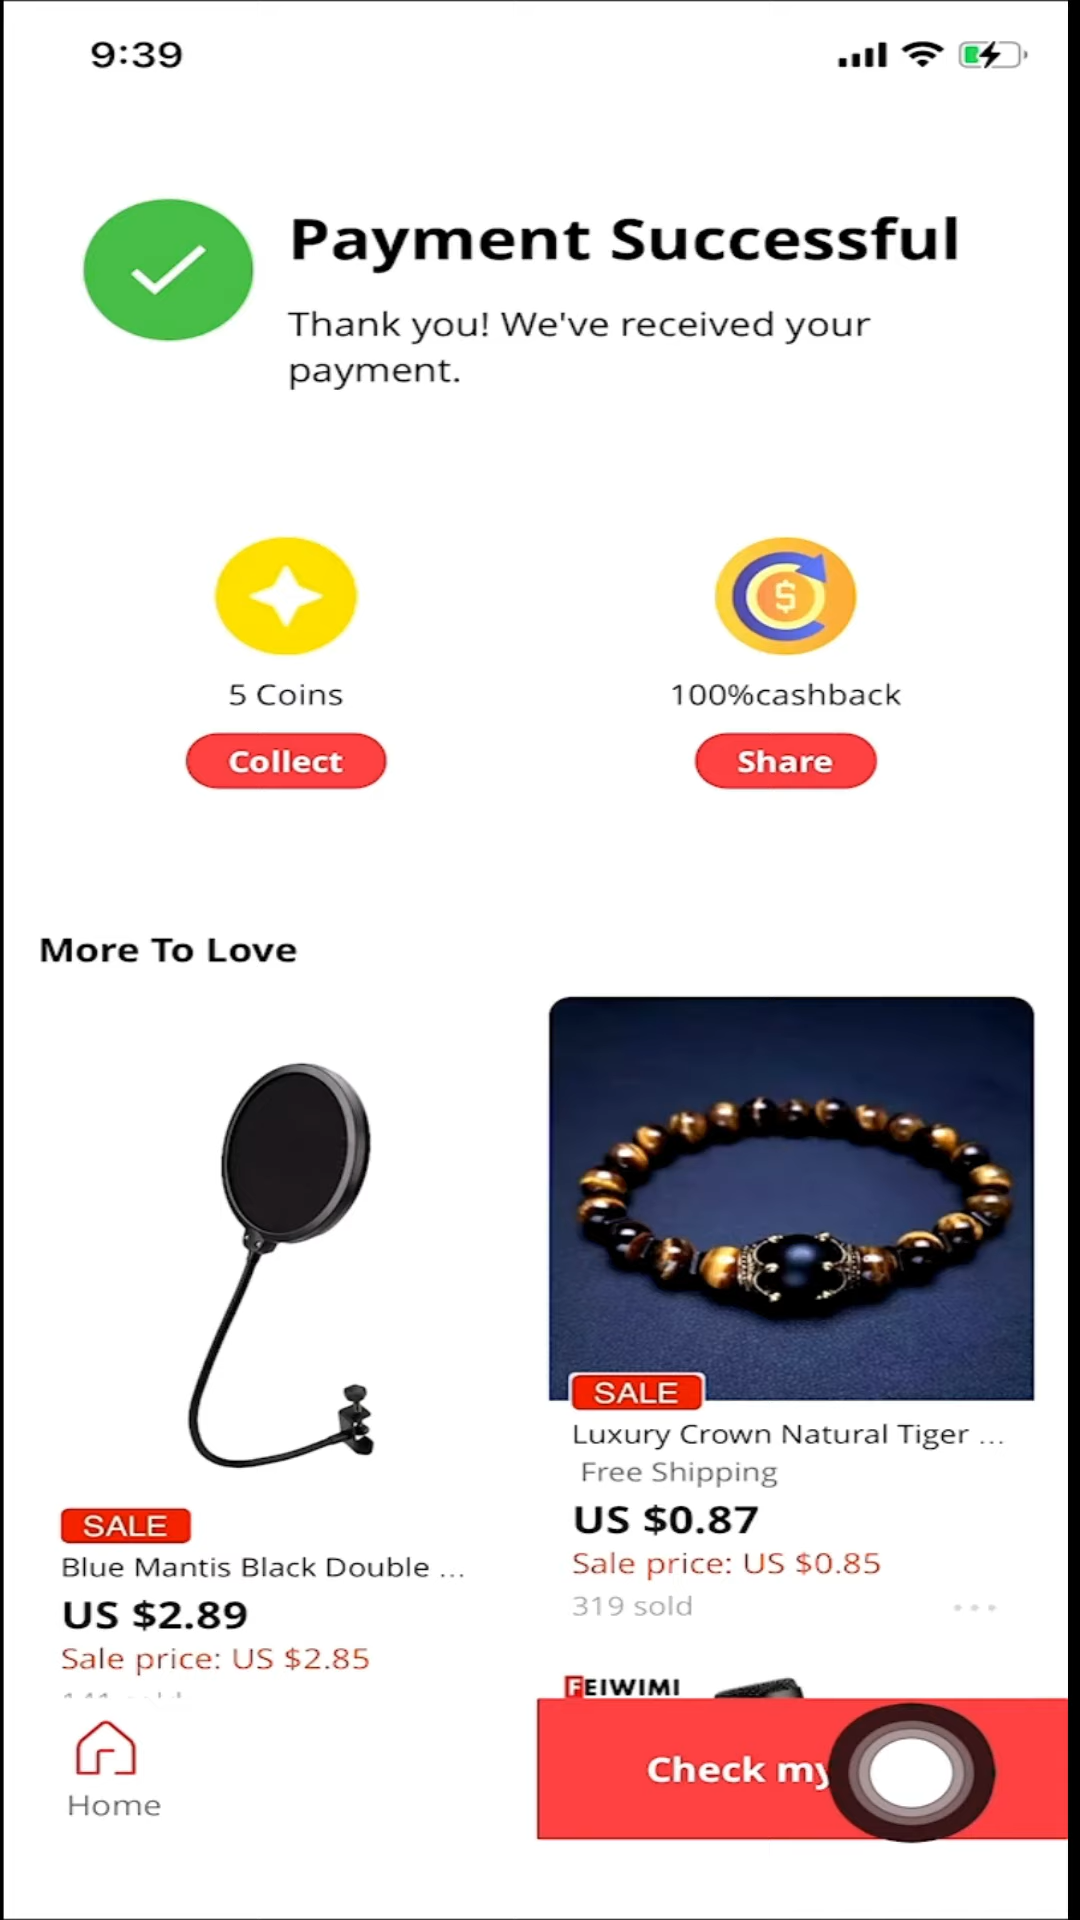 9:39
Payment Successful
Thank you! We've received your
payment.
5 Coins
100%cashback
Collect
Share
More To Love
SALE
Luxury Crown Natural Tiger ...
Free Shipping
US $0.87
Sale price: US $0.85
319 sold
SALE
Blue Mantis Black Double ...
US $2.89
Sale price: US $2.85
FEIWIMI
Check my
Home